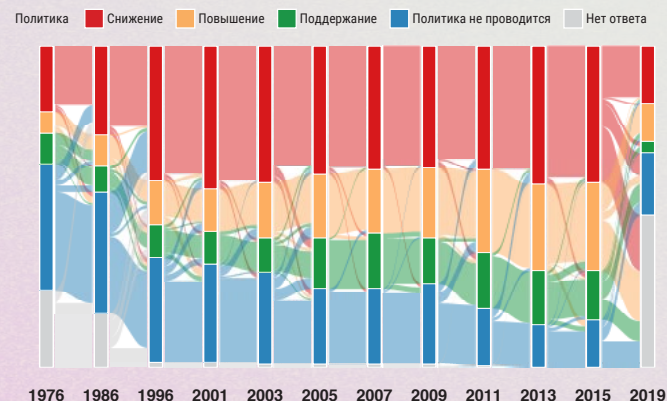 Политика Снижение Повышение Поддержание Политика не проводится Нет ответа
1976 1986 1996 2001 2003 2005 2007 2009 2011 2013 2015 2019